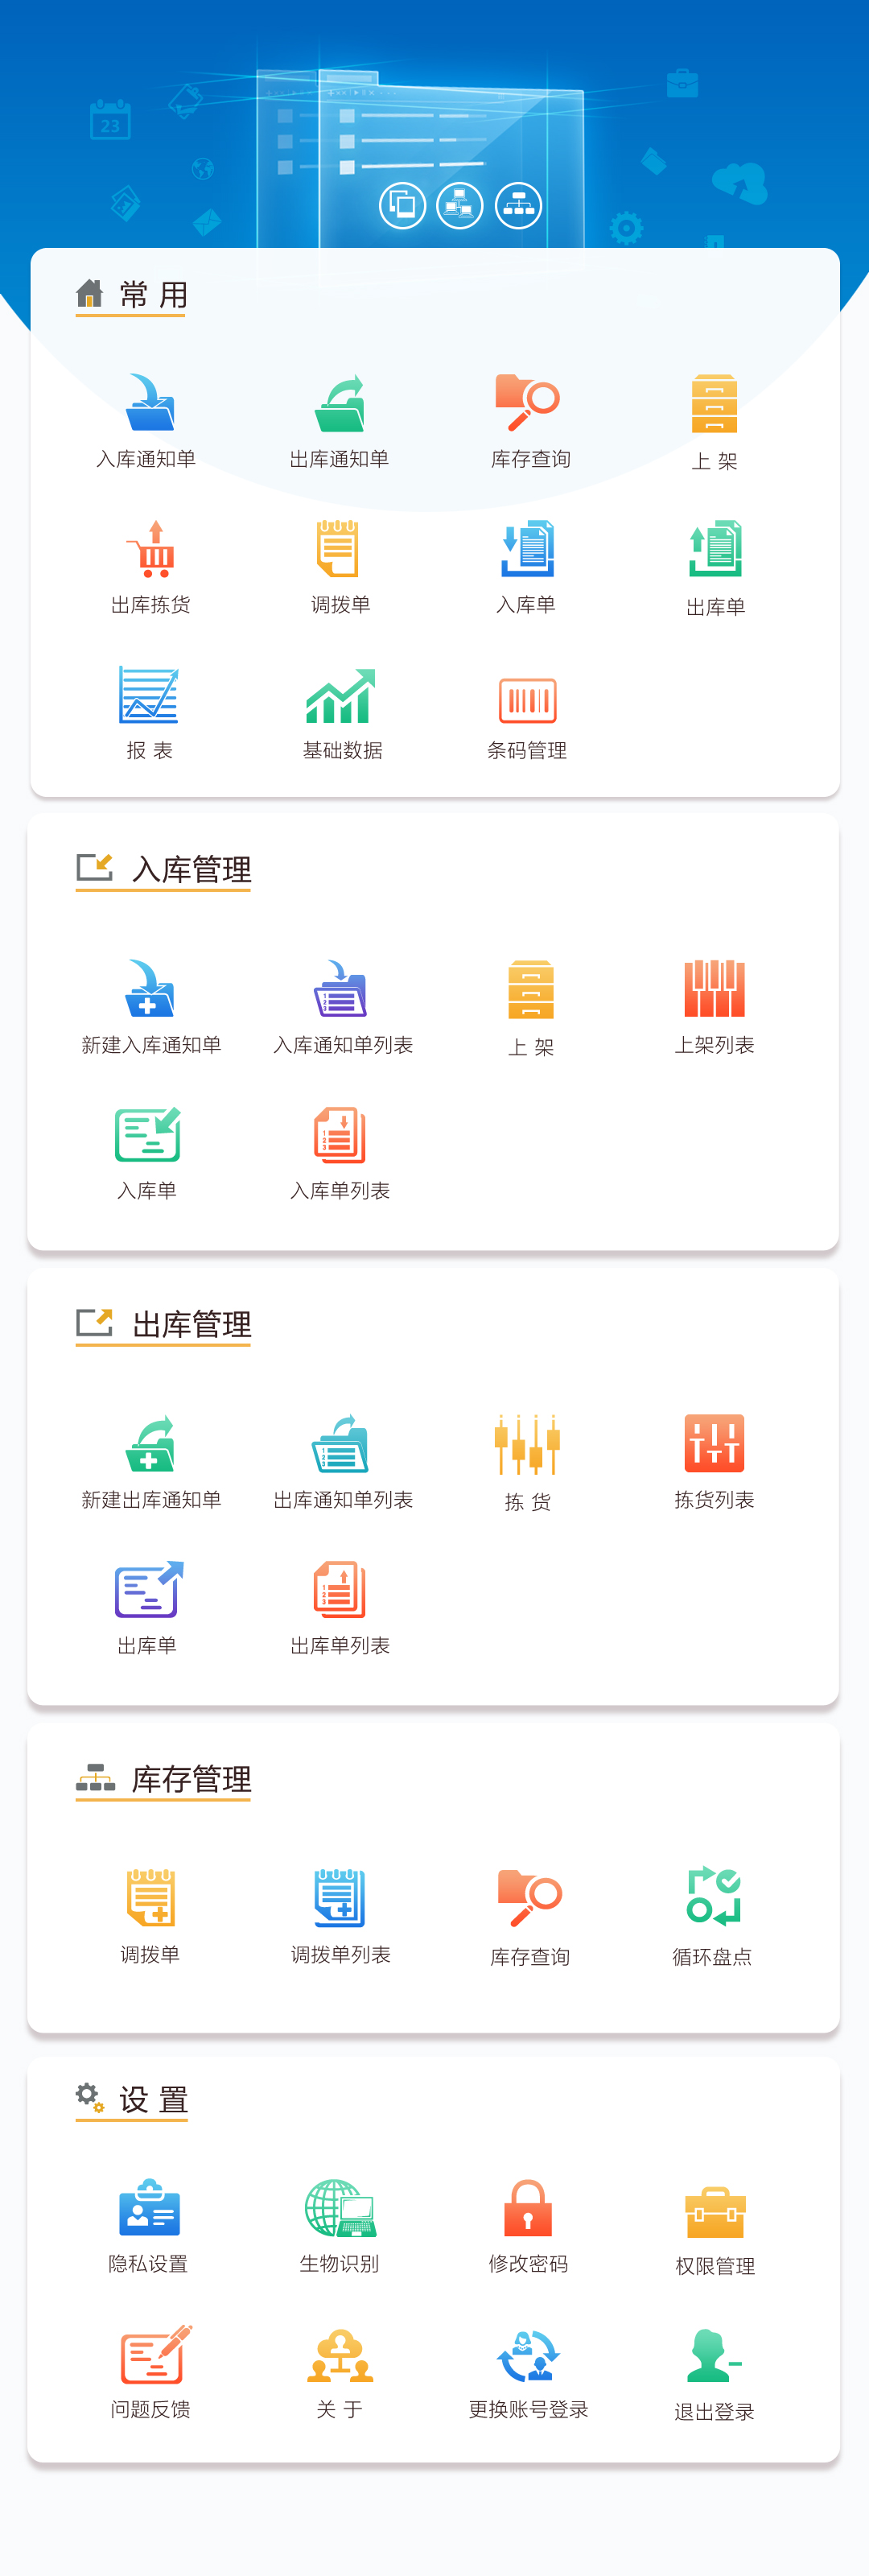 23
常 用
入库通知单 出库通知单 库存查询 上 架
出库拣货 调拨单 入库单 出库单
报 表 基础数据 条码管理
入库管理
新建入库通知单 入库通知单列表 上 架 上架列表
入库单 入库单列表
出库管理
新建出库通知单 出库通知单列表 拣 货 拣货列表
出库单 出库单列表
库存管理
调拨单 调拨单列表 库存查询 循环盘点
设 置
隐私设置 生物识别 修改密码 权限管理
问题反馈 关 于 更换账号登录 退出登录